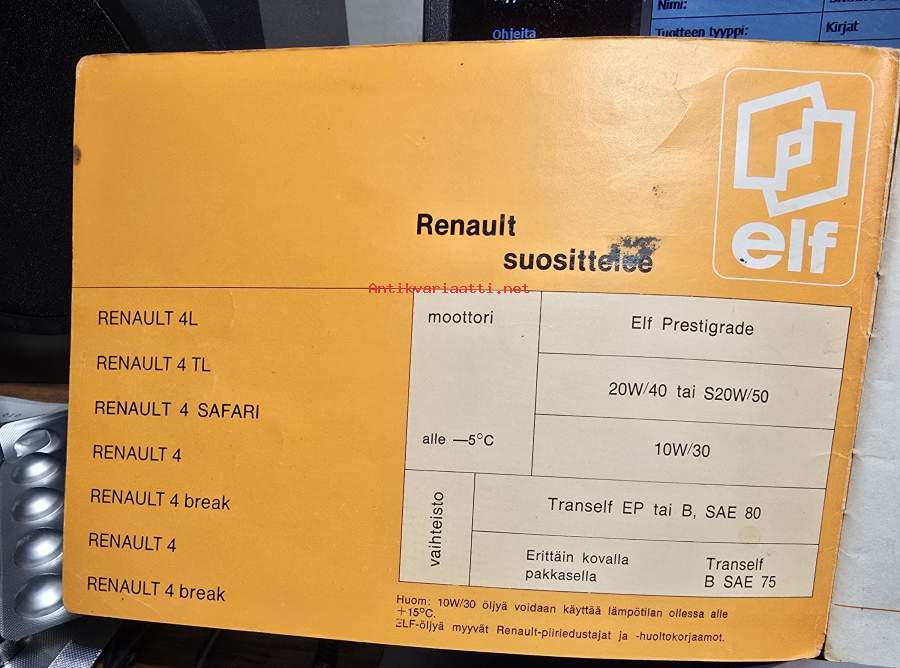 Nimi:
Ohjeita
Tuotteen tyyppi:
Kirjat
elf
Renault
suosittelee
Antikvariaatti.net
RENAULT 4L
RENAULT 4 TL
RENAULT 4 SAFARI
RENAULT 4
RENAULT 4 break
RENAULT 4
RENAULT 4 break
moottori
Elf Prestigrade
20W/40 tai S20W/50
alle —5°C
10W/30
vaihteisto
Tranself EP tai B, SAE 80
Erittäin kovalla
pakkasella
Tranself
B SAE 75
Huom: 10W/30 öljyä voidaan käyttää lämpötilan ollessa alle
+15°C.
ELF-öljyä myyvät Renault-piiriedustajat ja -huoltokorjaamot.